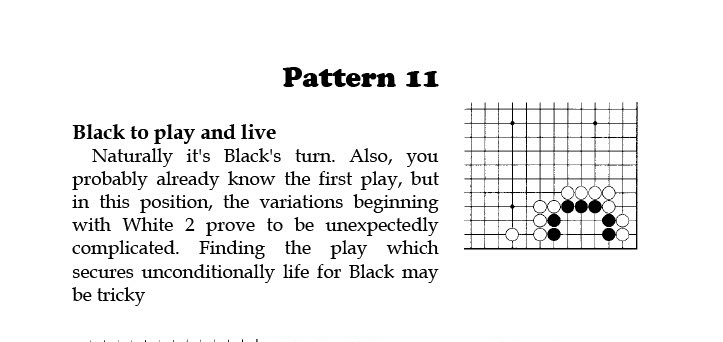 Pattern 11
Black to play and live
Naturally it's Black's turn. Also, you
probably already know the first play, but
in this position, the variations beginning
with White 2 prove to be unexpectedly
complicated. Finding the play which
secures unconditionally life for Black may
be tricky